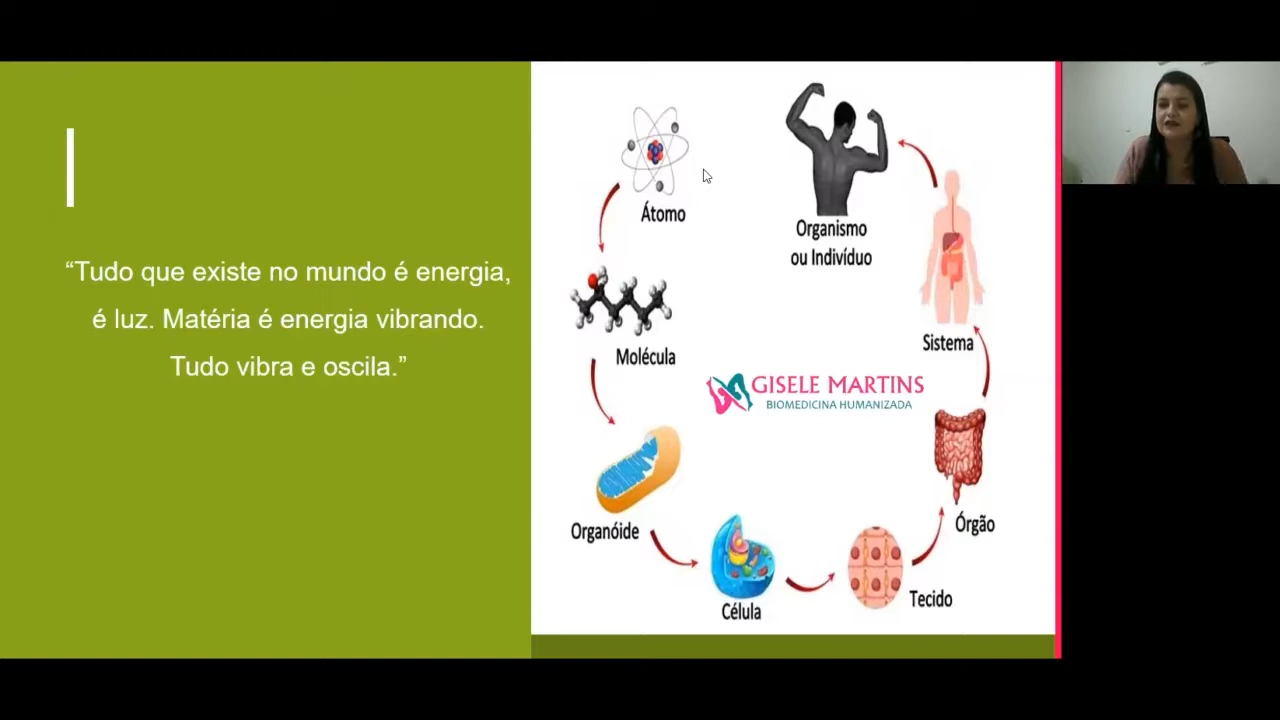 “Tudo que existe no mundo é energia,
é luz. Matéria é energia vibrando.
Tudo vibra e oscila.”
Átomo
Molécula
Organóide
Célula
Tecido
Órgão
Sistema
Organismo
ou Indivíduo
GISELE MARTINS
BIOMEDICINA HUMANIZADA